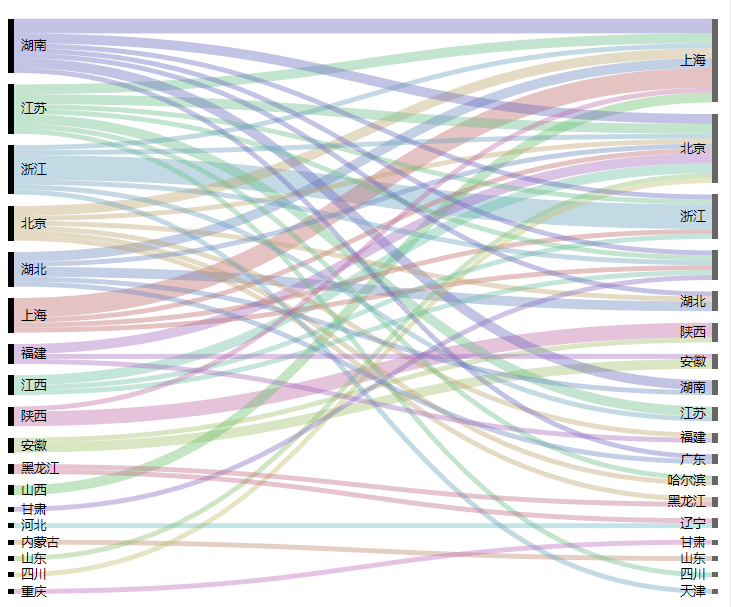 湖南
江苏
浙江
北京
湖北
上海
福建
江西
陕西
安徽
黑龙江
山西
甘肃
河北
内蒙古
山东
四川
重庆
上海
北京
浙江
湖北
陕西
安徽
湖南
江苏
福建
广东
哈尔滨
黑龙江
辽宁
甘肃
山东
四川
天津